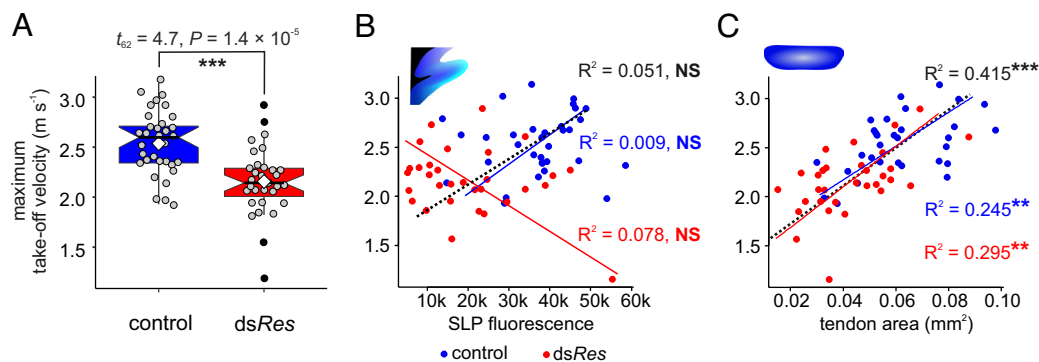 A
t₆₂ = 4.7, P = 1.4 × 10⁻⁵
***
maximum
take-off velocity (m s⁻¹)
3.0
2.5
2.0
1.5
control
dsRes
B
R² = 0.051, NS
R² = 0.009, NS
R² = 0.078, NS
3.0
2.5
2.0
1.5
10k 20k 30k 40k 50k 60k
SLP fluorescence
C
R² = 0.415***
R² = 0.245**
R² = 0.295**
3.0
2.5
2.0
1.5
0.02 0.04 0.06 0.08 0.10
tendon area (mm²)
control dsRes